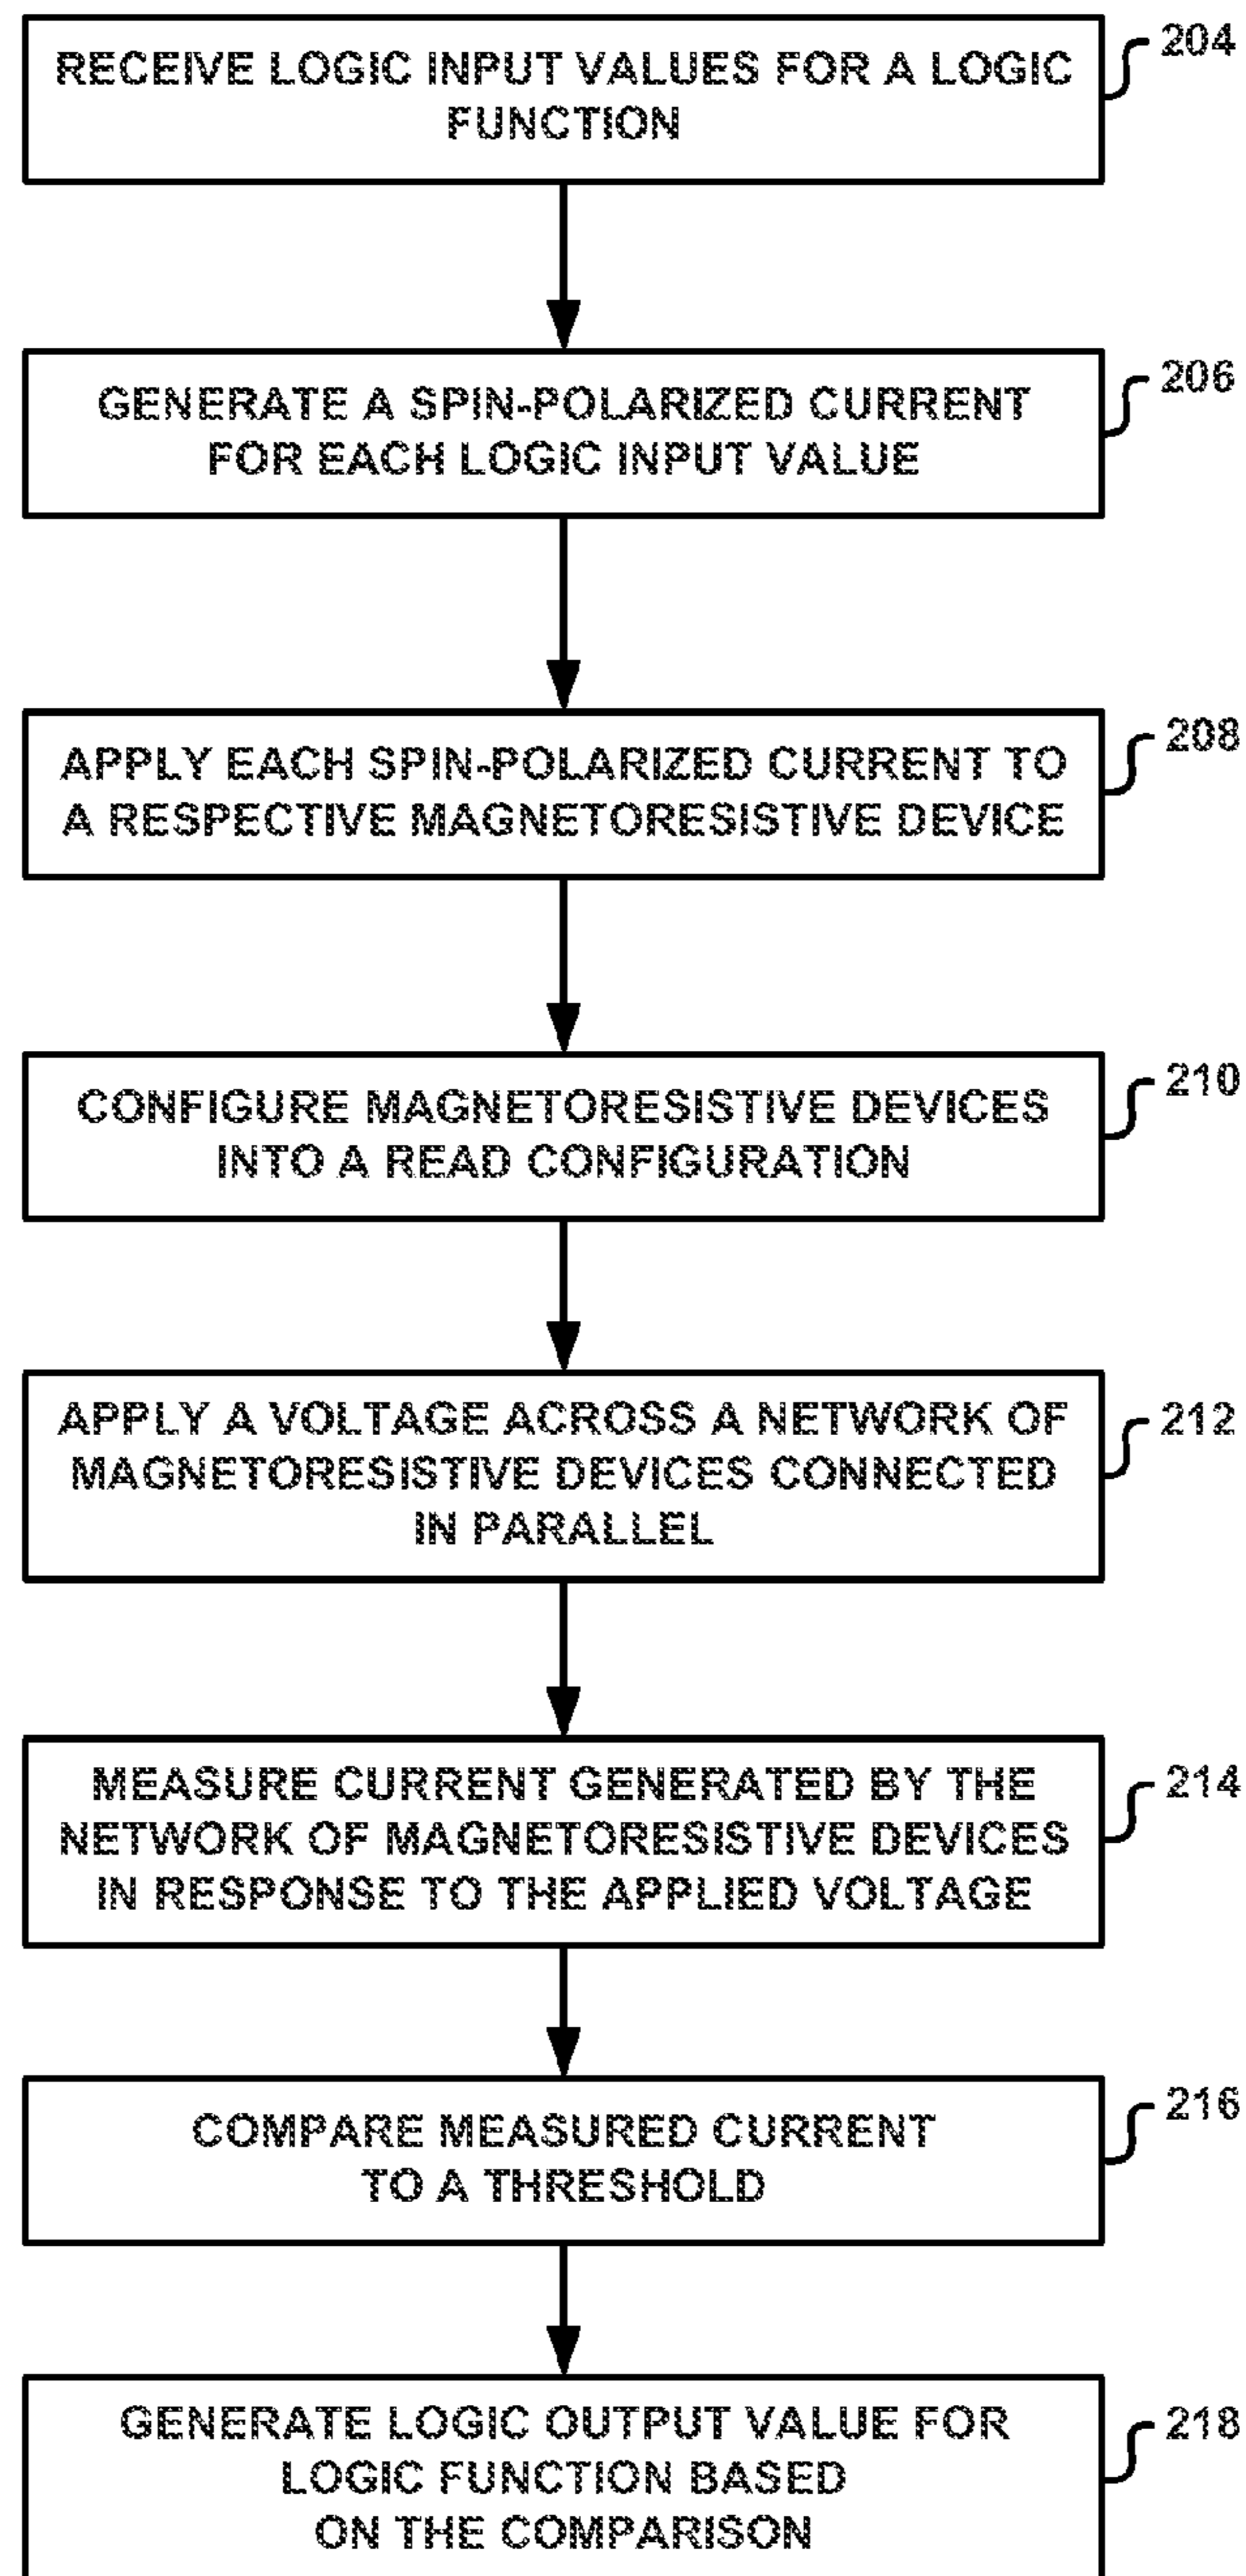 RECEIVE LOGIC INPUT VALUES FOR A LOGIC
FUNCTION
204
GENERATE A SPIN-POLARIZED CURRENT
FOR EACH LOGIC INPUT VALUE
206
APPLY EACH SPIN-POLARIZED CURRENT TO
A RESPECTIVE MAGNETORESISTIVE DEVICE
208
CONFIGURE MAGNETORESISTIVE DEVICES
INTO A READ CONFIGURATION
210
APPLY A VOLTAGE ACROSS A NETWORK OF
MAGNETORESISTIVE DEVICES CONNECTED
IN PARALLEL
212
MEASURE CURRENT GENERATED BY THE
NETWORK OF MAGNETORESISTIVE DEVICES
IN RESPONSE TO THE APPLIED VOLTAGE
214
COMPARE MEASURED CURRENT
TO A THRESHOLD
216
GENERATE LOGIC OUTPUT VALUE FOR
LOGIC FUNCTION BASED
ON THE COMPARISON
218